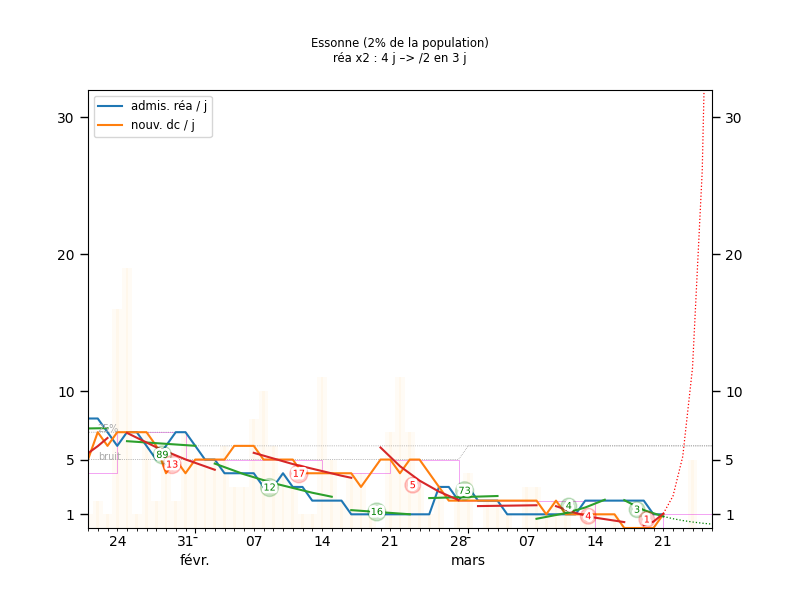 Essonne (2% de la population)
réa x2 : 4 j –> /2 en 3 j
admis. réa / j
nouv. dc / j
30 30
20 20
10 10
5 5
1 1
25%
bruit
89 13 12 17 16 5 73 4 4 3 1
24 31 07 14 21 28 07 14 21
févr. mars